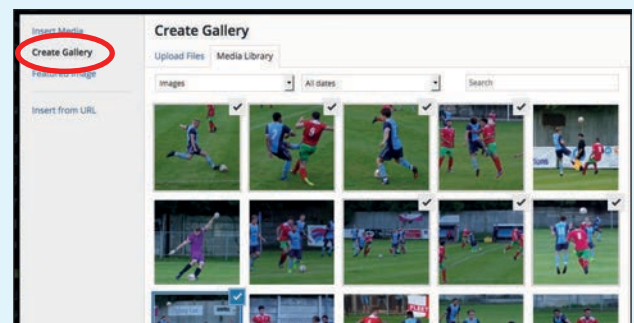 Insert Media
Create Gallery
Featured Image
Insert from URL
Create Gallery
Upload Files
Media Library
Images
All dates
Search